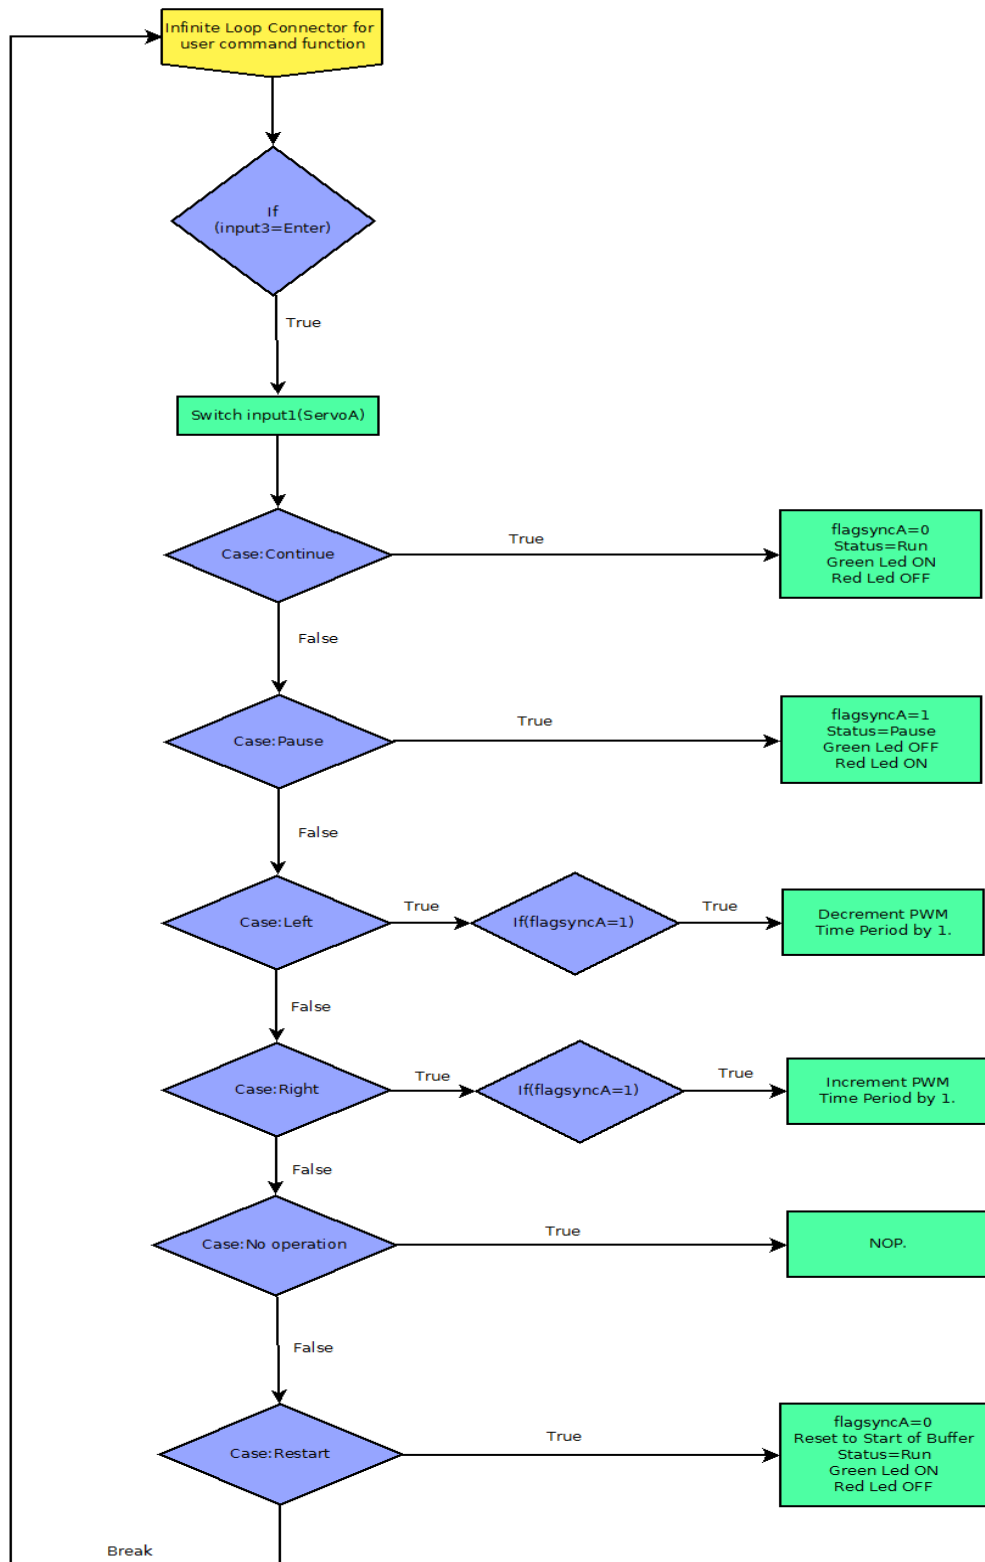 Infinite Loop Connector for
user command function
If
(input3=Enter)
True
Switch input1(ServoA)
Case:Continue
True
flagsyncA=0
Status=Run
Green Led ON
Red Led OFF
False
Case:Pause
True
flagsyncA=1
Status=Pause
Green Led OFF
Red Led ON
False
Case:Left
True
If(flagsyncA=1)
True
Decrement PWM
Time Period by 1.
False
Case:Right
True
If(flagsyncA=1)
True
Increment PWM
Time Period by 1.
False
Case:No operation
True
NOP.
False
Case:Restart
True
flagsyncA=0
Reset to Start of Buffer
Status=Run
Green Led ON
Red Led OFF
Break